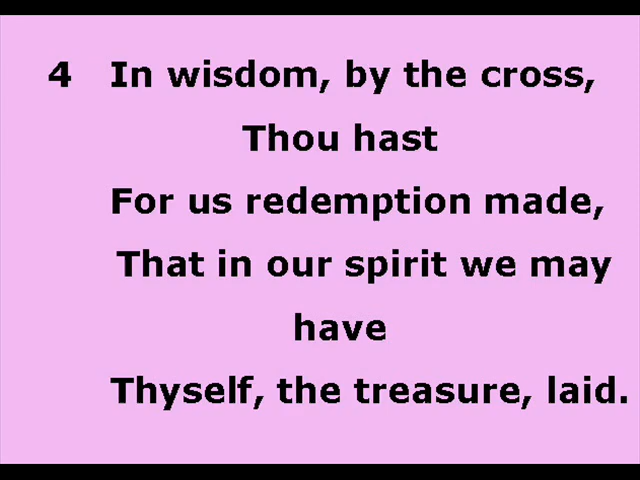 4 In wisdom, by the cross,
Thou hast
For us redemption made,
That in our spirit we may
have
Thyself, the treasure, laid.